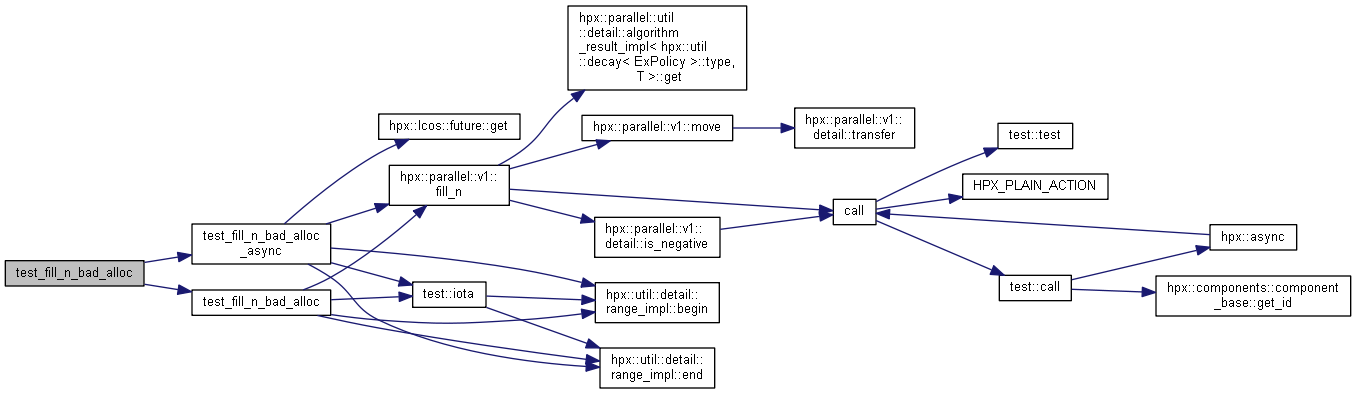 test_fill_n_bad_alloc
test_fill_n_bad_alloc
_async
test_fill_n_bad_alloc
hpx::lcos::future::get
hpx::parallel::v1::
fill_n
test::iota
hpx::parallel::util
::detail::algorithm
_result_impl< hpx::util
::decay< ExPolicy >::type,
T >::get
hpx::parallel::v1::move
hpx::parallel::v1::
detail::is_negative
hpx::util::detail::
range_impl::begin
hpx::util::detail::
range_impl::end
hpx::parallel::v1::
detail::transfer
call
test::test
HPX_PLAIN_ACTION
test::call
hpx::async
hpx::components::component
_base::get_id